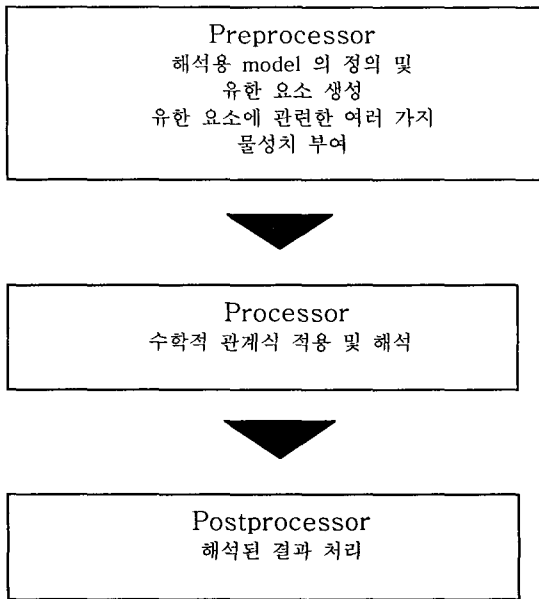 Preprocessor
해석용 model 의 정의 및
유한 요소 생성
유한 요소에 관련한 여러 가지
물성치 부여
Processor
수학적 관계식 적용 및 해석
Postprocessor
해석된 결과 처리